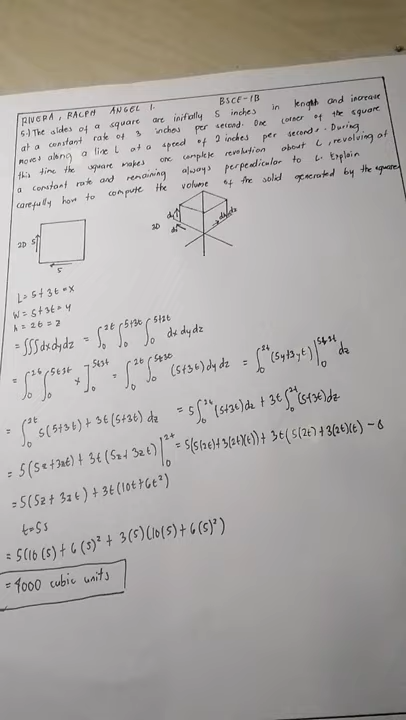 RIVERA, RALPH ANGEL I. BSCE-1B
5.) The sides of a square are initially 5 inches in length and increase
at a constant rate of 3 inches per second. One corner of the square
moves along a line L at a speed of 2 inches per second. During
this time the square makes one complete revolution about L, revolving at
a constant rate and remaining always perpendicular to L. Explain
carefully how to compute the volume of the solid generated by the square
2D 5
5
2D
L = 5+3t = x
W = 5+3t = y
h = 2t = z
= ∫∫∫ dxdydz = ∫₀^2t ∫₀^5+3t ∫₀^5+3t dx dy dz
= ∫₀^2t ∫₀^5+3t x ]₀^5+3t = ∫₀^2t ∫₀^5+3t (5+3t) dy dz = ∫₀^2t (5y+3yt) |₀^5+3t dz
= ∫₀^2t 5(5+3t) + 3t(5+3t) dz = 5∫₀^2t (5+3t)dz + 3t∫₀^2t (5+3t)dz
= 5(5z+3zt) + 3t(5z+3zt) |₀^2t = 5(5(2t)+3(2t)(t)) + 3t(5(2t)+3(2t)(t) - 0
= 5(5z+3zt) + 3t(10t+6t²)
t = 5s
= 5(10(5) + 6(5)² + 3(5)(10(5)+6(5)²)
= 4000 cubic units